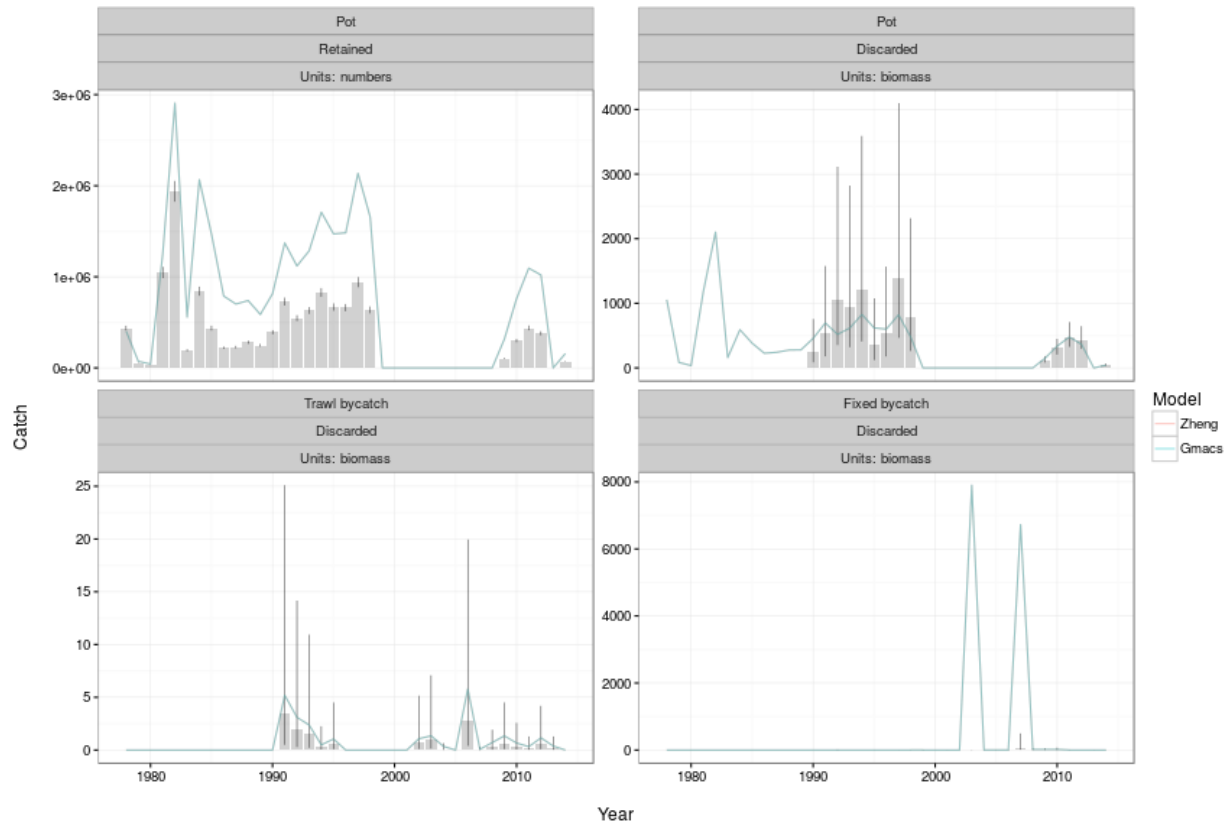 Pot
Retained
Units: numbers
3e+06
2e+06
1e+06
0e+00
Pot
Discarded
Units: biomass
4000
3000
2000
1000
0
Catch
Trawl bycatch
Discarded
Units: biomass
25
20
15
10
5
0
1980 1990 2000 2010
Fixed bycatch
Discarded
Units: biomass
8000
6000
4000
2000
0
1980 1990 2000 2010
Year
Model
Zheng
Gmacs